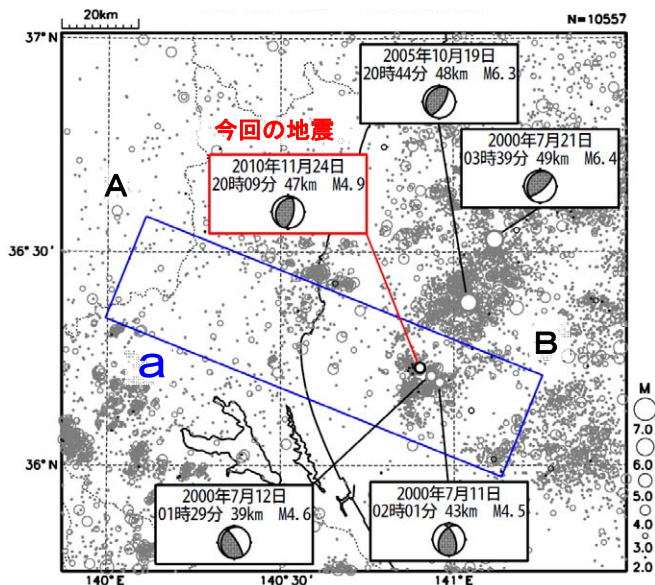 20km
N=10557
37°N
2005年10月19日
20時44分 48km M6.3
今回の地震
2010年11月24日
20時09分 47km M4.9
2000年7月21日
03時39分 49km M6.4
A
36°30'
B
a
M
7.0
6.0
5.0
4.0
3.0
2.0
36°N
2000年7月12日
01時29分 39km M4.6
2000年7月11日
02時01分 43km M4.5
140°E
140°30'
141°E